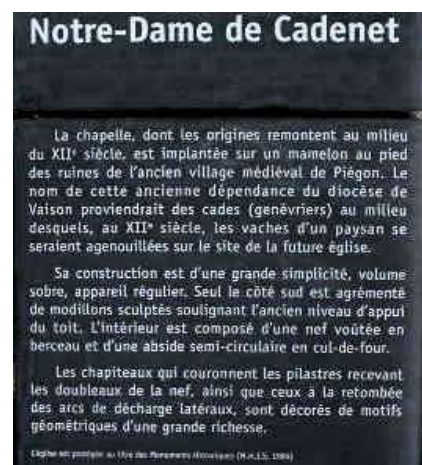 Notre-Dame de Cadenet
La chapelle, dont les origines remontent au milieu
du XIIe siècle, est implantée sur un mamelon au pied
des ruines de l'ancien village médiéval de Piégon. Le
nom de cette ancienne dépendance du diocèse de
Vaison proviendrait des cades (genévriers) au milieu
desquels, au XIIe siècle, les vaches d'un paysan se
seraient agenouillées sur le site de la future église.
Sa construction est d'une grande simplicité, volume
sobre, appareil régulier. Seul le côté sud est agrémenté
de modillons sculptés soulignant l'ancien niveau d'appui
du toit. L'intérieur est composé d'une nef voûtée en
berceau et d'une abside semi-circulaire en cul-de-four.
Les chapiteaux qui couronnent les pilastres recevant
les doubleaux de la nef, ainsi que ceux à la retombée
des arcs de décharge latéraux, sont décorés de motifs
géométriques d'une grande richesse.
L'église est protégée au titre des Monuments Historiques